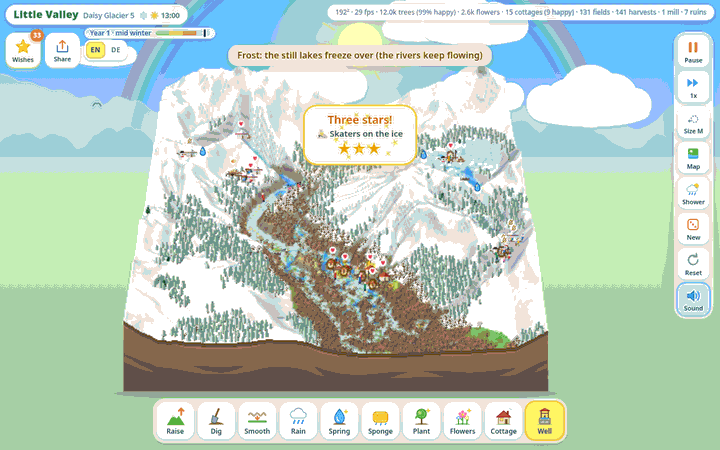 Little Valley Daisy Glacier 5 13:00
192² · 29 fps · 12.0k trees (99% happy) · 2.6k flowers · 15 cottages (9 happy) · 131 fields · 141 harvests · 1 mill · 7 ruins
Year 1 · mid winter
33
Wishes
Share
EN
DE
Frost: the still lakes freeze over (the rivers keep flowing)
Three stars!
Skaters on the ice
Pause
1x
Size M
Map
Shower
New
Reset
Sound
Raise
Dig
Smooth
Rain
Spring
Sponge
Plant
Flowers
Cottage
Well